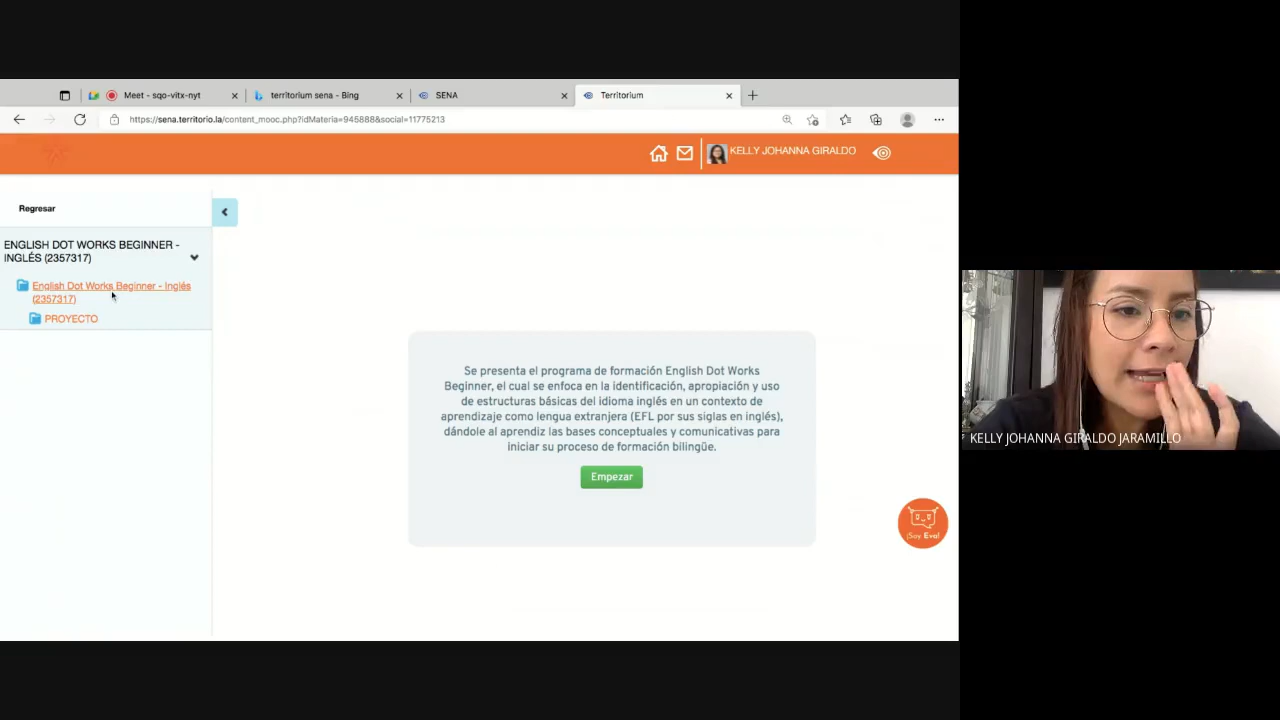 Meet - sqo-vitx-nyt
territorium sena - Bing
SENA
Territorium
https://sena.territorio.la/content_mooc.php?idMateria=945888&social=11775213
KELLY JOHANNA GIRALDO
Regresar
ENGLISH DOT WORKS BEGINNER -
INGLÉS (2357317)
English Dot Works Beginner - Inglés
(2357317)
PROYECTO
Se presenta el programa de formación English Dot Works
Beginner, el cual se enfoca en la identificación, apropiación y uso
de estructuras básicas del idioma inglés en un contexto de
aprendizaje como lengua extranjera (EFL por sus siglas en inglés),
dándole al aprendiz las bases conceptuales y comunicativas para
iniciar su proceso de formación bilingüe.
Empezar
¡Soy Eva!
KELLY JOHANNA GIRALDO JARAMILLO